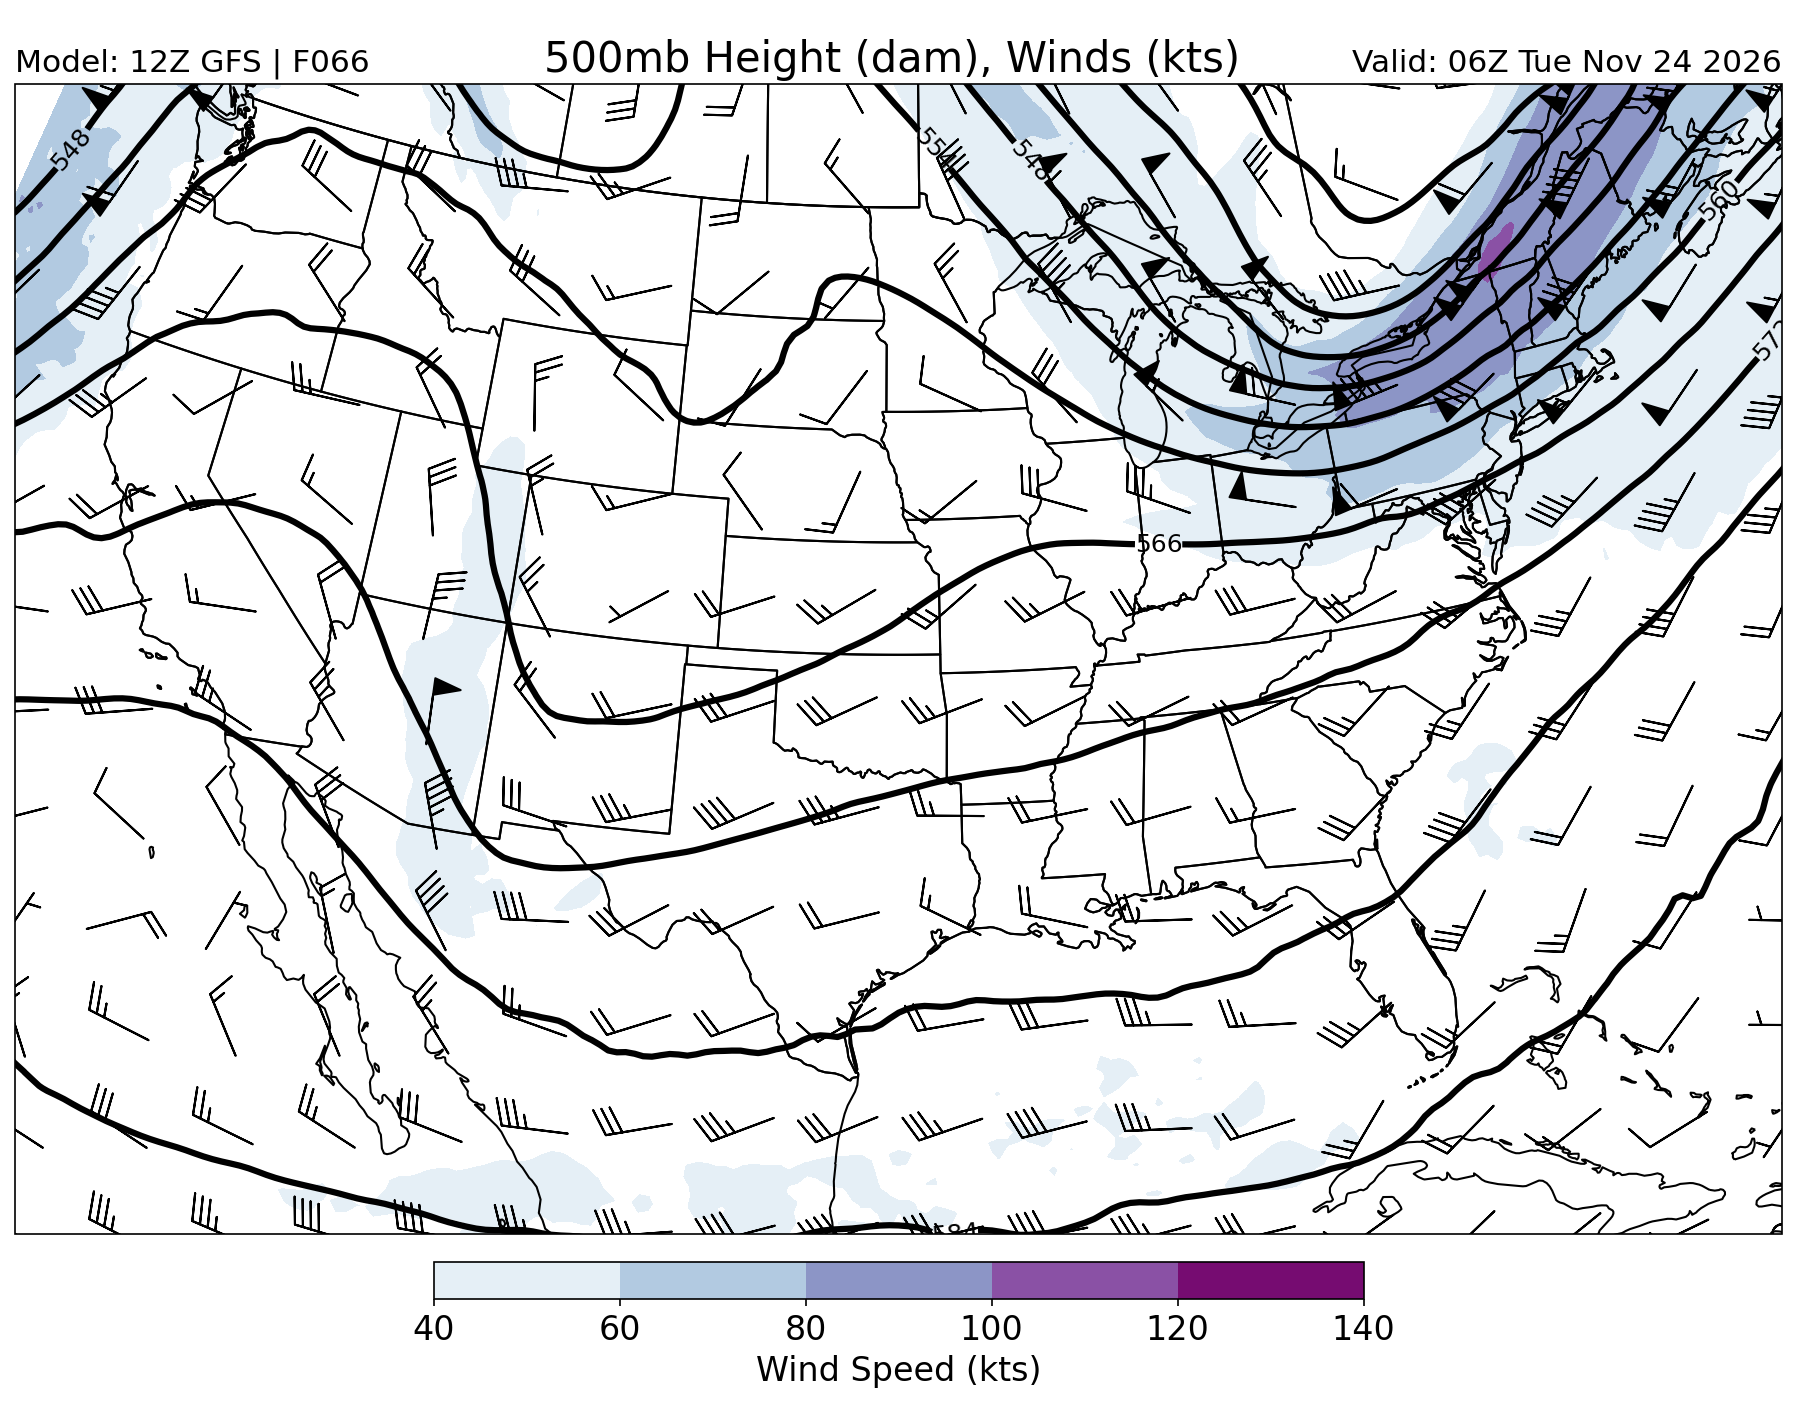 500mb Height (dam), Winds (kts)
Model: 12Z GFS | F066
Valid: 06Z Tue Nov 24 2026
548
554
548
560
572
566
584
40 60 80 100 120 140
Wind Speed (kts)